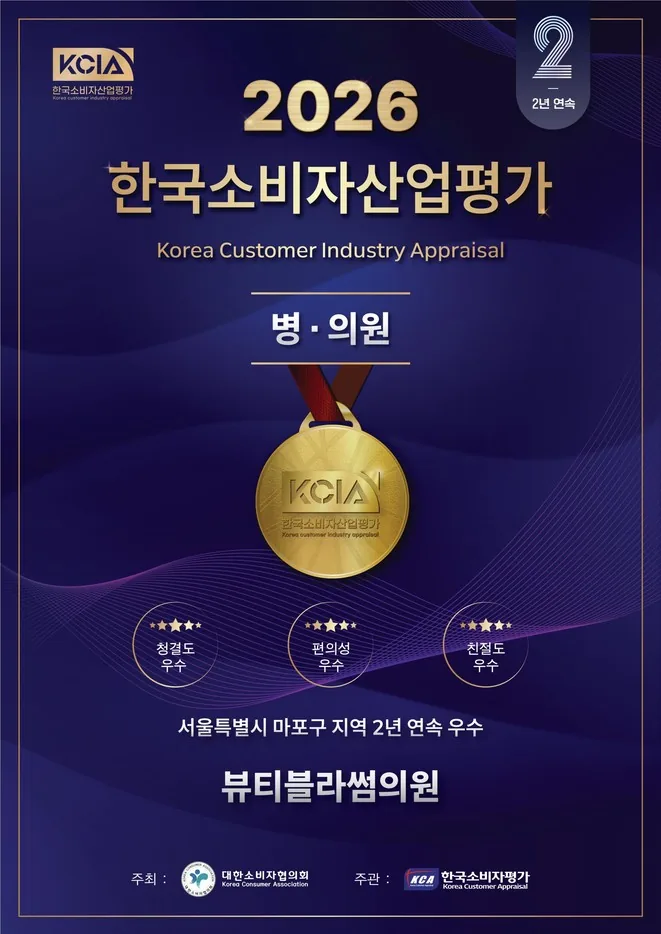 KCIA
한국소비자산업평가
Korea customer industry appraisal
2
2년 연속
2026
한국소비자산업평가
Korea Customer Industry Appraisal
병·의원
KCIA
한국소비자산업평가
Korea customer industry appraisal
청결도
우수
편의성
우수
친절도
우수
서울특별시 마포구 지역 2년 연속 우수
뷰티블라썸의원
주최 :
대한소비자협의회
Korea Consumer Association
주관 :
KCA
한국소비자평가
Korea Customer Appraisal